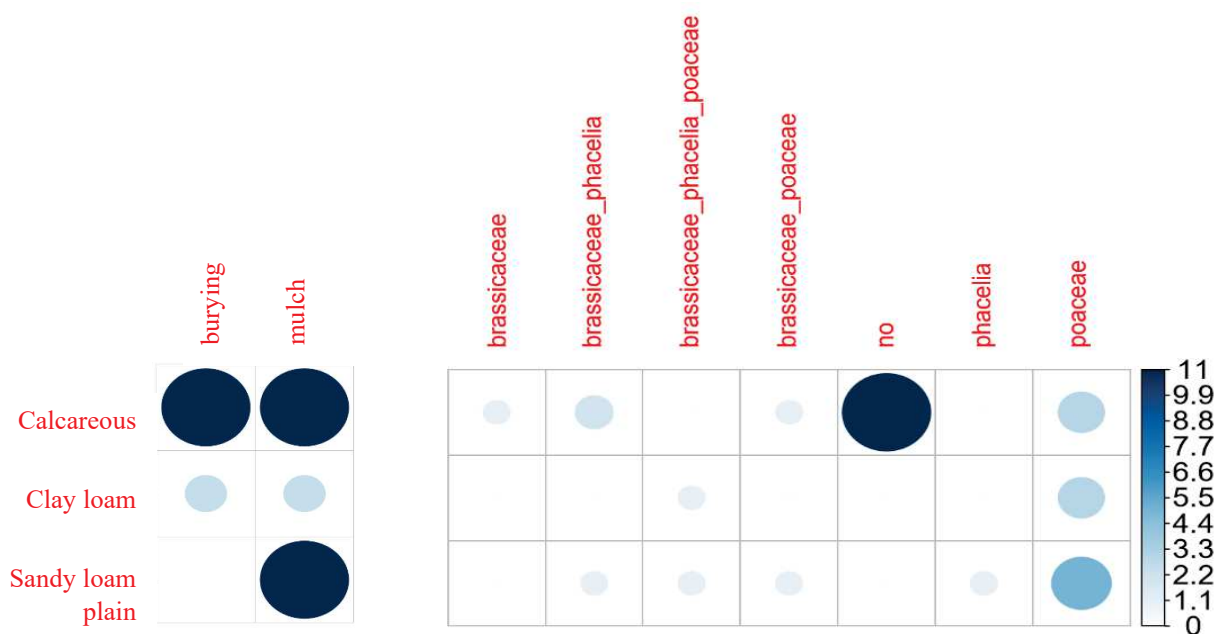 burying
mulch
brassicaceae
brassicaceae_phacelia
brassicaceae_phacelia_poaceae
brassicaceae_poaceae
no
phacelia
poaceae
Calcareous
Clay loam
Sandy loam
plain
11
9.9
8.8
7.7
6.6
5.5
4.4
3.3
2.2
1.1
0